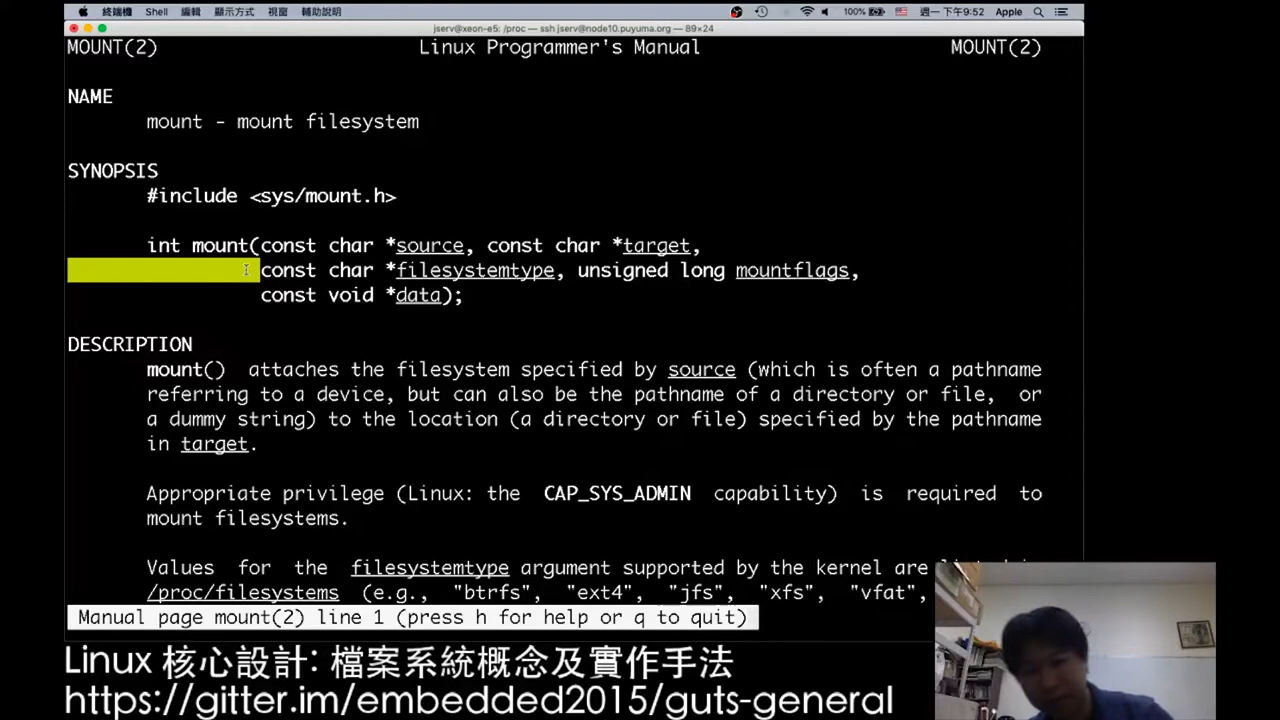 終端機 Shell 編輯 顯示方式 視窗 輔助說明 100% 週一 下午9:52 Apple
jserv@xeon-e5: /proc — ssh jserv@node10.puyuma.org — 89×24
MOUNT(2) Linux Programmer's Manual MOUNT(2)
NAME
mount - mount filesystem
SYNOPSIS
#include <sys/mount.h>
int mount(const char *source, const char *target,
const char *filesystemtype, unsigned long mountflags,
const void *data);
DESCRIPTION
mount() attaches the filesystem specified by source (which is often a pathname
referring to a device, but can also be the pathname of a directory or file, or
a dummy string) to the location (a directory or file) specified by the pathname
in target.
Appropriate privilege (Linux: the CAP_SYS_ADMIN capability) is required to
mount filesystems.
Values for the filesystemtype argument supported by the kernel are
/proc/filesystems (e.g., "btrfs", "ext4", "jfs", "xfs", "vfat",
Manual page mount(2) line 1 (press h for help or q to quit)
Linux 核心設計: 檔案系統概念及實作手法
https://gitter.im/embedded2015/guts-general